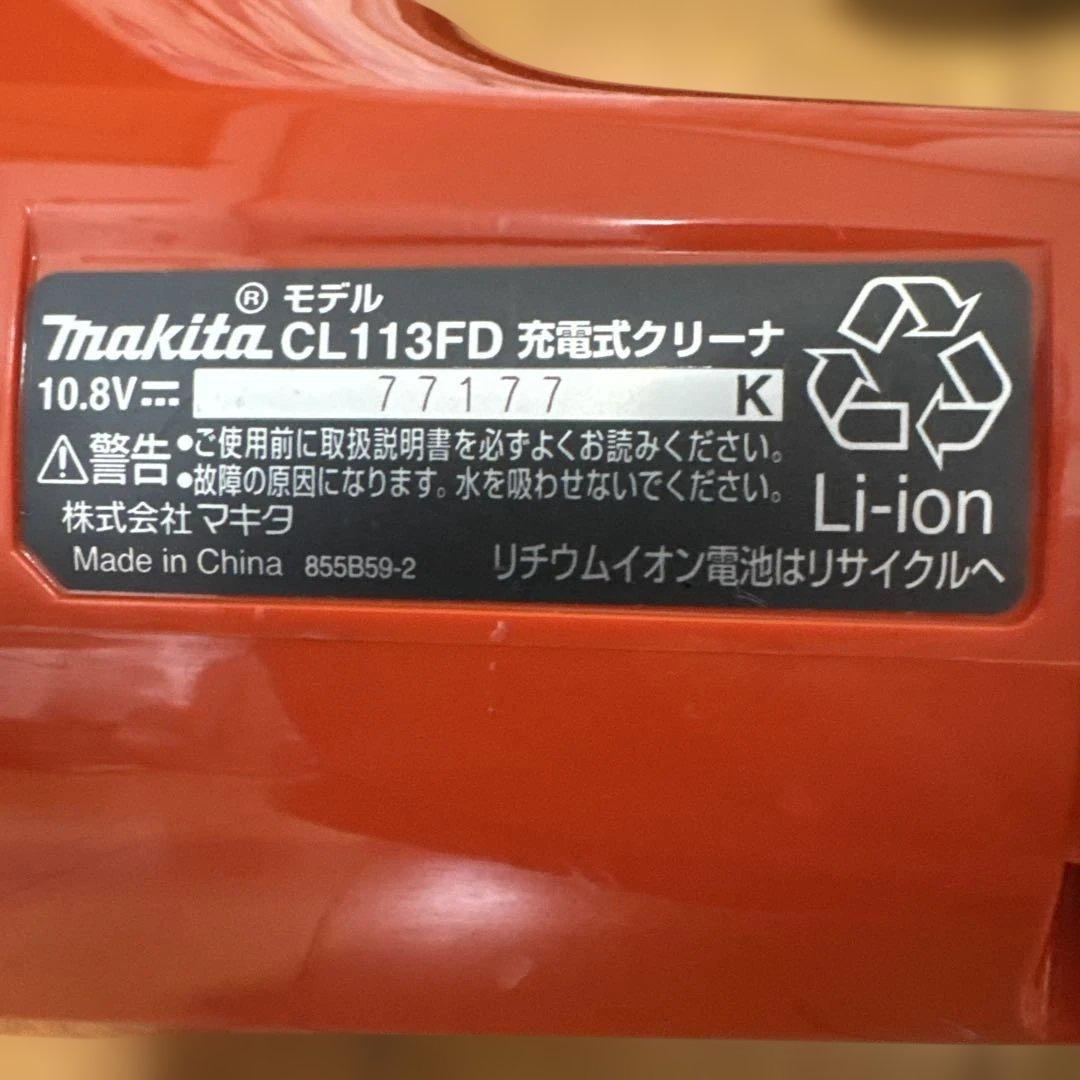 ® モデル
makita CL113FD 充電式クリーナ
10.8V⎓ 77177 K
⚠警告 ●ご使用前に取扱説明書を必ずよくお読みください。
●故障の原因になります。水を吸わせないでください。
株式会社マキタ
Made in China 855B59-2
Li-ion
リチウムイオン電池はリサイクルへ